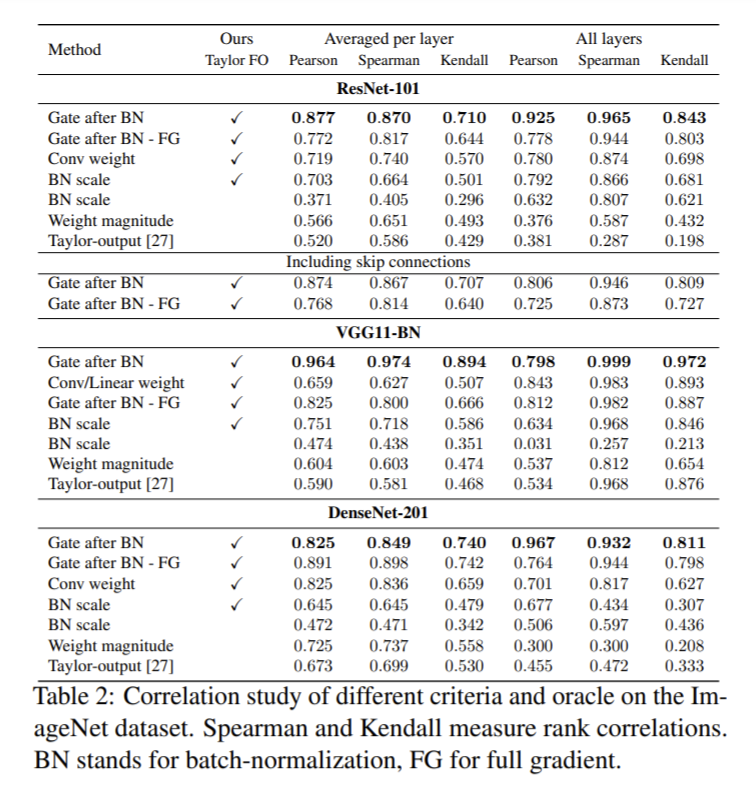 Method Ours Averaged per layer All layers
Taylor FO Pearson Spearman Kendall Pearson Spearman Kendall
ResNet-101
Gate after BN ✓ 0.877 0.870 0.710 0.925 0.965 0.843
Gate after BN - FG ✓ 0.772 0.817 0.644 0.778 0.944 0.803
Conv weight ✓ 0.719 0.740 0.570 0.780 0.874 0.698
BN scale ✓ 0.703 0.664 0.501 0.792 0.866 0.681
BN scale 0.371 0.405 0.296 0.632 0.807 0.621
Weight magnitude 0.566 0.651 0.493 0.376 0.587 0.432
Taylor-output [27] 0.520 0.586 0.429 0.381 0.287 0.198
Including skip connections
Gate after BN ✓ 0.874 0.867 0.707 0.806 0.946 0.809
Gate after BN - FG ✓ 0.768 0.814 0.640 0.725 0.873 0.727
VGG11-BN
Gate after BN ✓ 0.964 0.974 0.894 0.798 0.999 0.972
Conv/Linear weight ✓ 0.659 0.627 0.507 0.843 0.983 0.893
Gate after BN - FG ✓ 0.825 0.800 0.666 0.812 0.982 0.887
BN scale ✓ 0.751 0.718 0.586 0.634 0.968 0.846
BN scale 0.474 0.438 0.351 0.031 0.257 0.213
Weight magnitude 0.604 0.603 0.474 0.537 0.812 0.654
Taylor-output [27] 0.590 0.581 0.468 0.534 0.968 0.876
DenseNet-201
Gate after BN ✓ 0.825 0.849 0.740 0.967 0.932 0.811
Gate after BN - FG ✓ 0.891 0.898 0.742 0.764 0.944 0.798
Conv weight ✓ 0.825 0.836 0.659 0.701 0.817 0.627
BN scale ✓ 0.645 0.645 0.479 0.677 0.434 0.307
BN scale 0.472 0.471 0.342 0.506 0.597 0.436
Weight magnitude 0.725 0.737 0.558 0.300 0.300 0.208
Taylor-output [27] 0.673 0.699 0.530 0.455 0.472 0.333
Table 2: Correlation study of different criteria and oracle on the Im-
ageNet dataset. Spearman and Kendall measure rank correlations.
BN stands for batch-normalization, FG for full gradient.